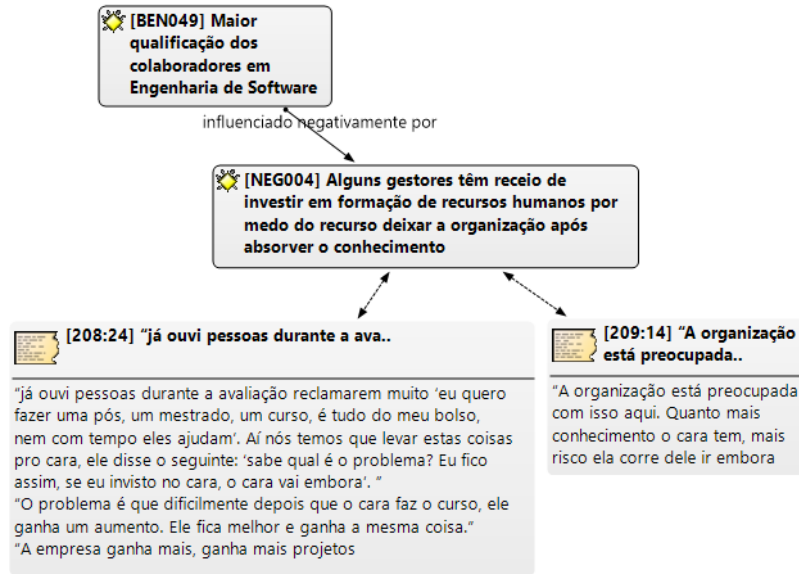 [BEN049] Maior
qualificação dos
colaboradores em
Engenharia de Software
influenciado negativamente por
[NEG004] Alguns gestores têm receio de
investir em formação de recursos humanos por
medo do recurso deixar a organização após
absorver o conhecimento
[208:24] “já ouvi pessoas durante a ava..
“já ouvi pessoas durante a avaliação reclamarem muito ‘eu quero
fazer uma pós, um mestrado, um curso, é tudo do meu bolso,
nem com tempo eles ajudam’. Aí nós temos que levar estas coisas
pro cara, ele disse o seguinte: ‘sabe qual é o problema? Eu fico
assim, se eu invisto no cara, o cara vai embora’. ”
“O problema é que dificilmente depois que o cara faz o curso, ele
ganha um aumento. Ele fica melhor e ganha a mesma coisa.”
“A empresa ganha mais, ganha mais projetos
[209:14] “A organização
está preocupada..
“A organização está preocupada
com isso aqui. Quanto mais
conhecimento o cara tem, mais
risco ela corre dele ir embora